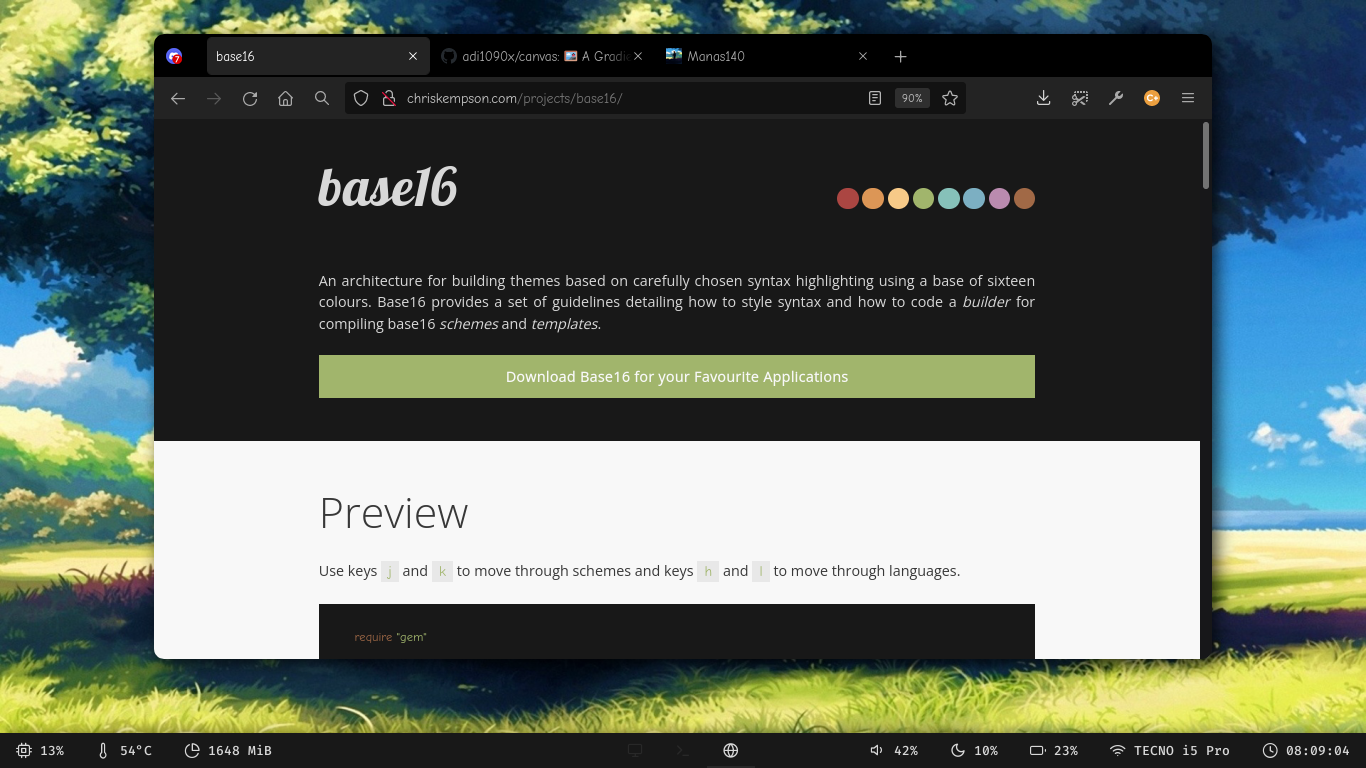 7
base16
adi1090x/canvas: A Gradi
Manas140
chriskempson.com/projects/base16/
90%
C+
base16
An architecture for building themes based on carefully chosen syntax highlighting using a base of sixteen
colours. Base16 provides a set of guidelines detailing how to style syntax and how to code a builder for
compiling base16 schemes and templates.
Download Base16 for your Favourite Applications
Preview
Use keys j and k to move through schemes and keys h and l to move through languages.
require "gem"
13% 54°C 1648 MiB 42% 10% 23% TECNO i5 Pro 08:09:04